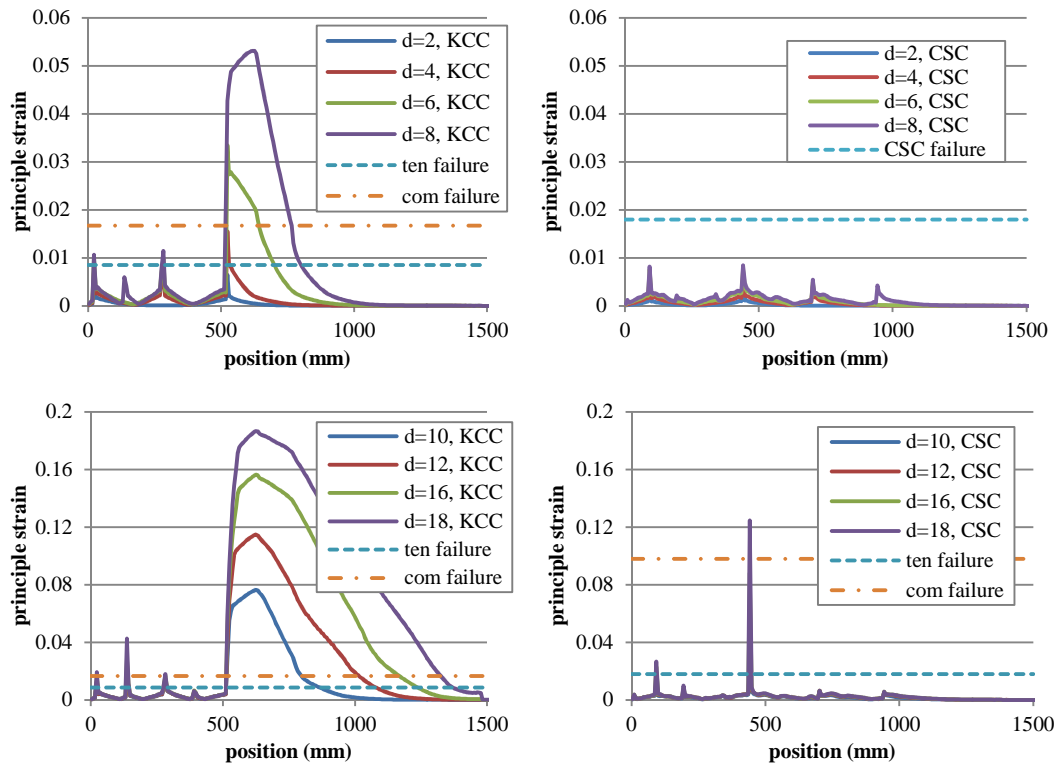 0.06
0.05
0.04
0.03
0.02
0.01
0
principle strain
0
500
1000
1500
position (mm)
d=2, KCC
d=4, KCC
d=6, KCC
d=8, KCC
ten failure
com failure
0.06
0.05
0.04
0.03
0.02
0.01
0
principle strain
0
500
1000
1500
position (mm)
d=2, CSC
d=4, CSC
d=6, CSC
d=8, CSC
CSC failure
0.2
0.16
0.12
0.08
0.04
0
principle strain
0
500
1000
1500
position (mm)
d=10, KCC
d=12, KCC
d=16, KCC
d=18, KCC
ten failure
com failure
0.2
0.16
0.12
0.08
0.04
0
principle strain
0
500
1000
1500
position (mm)
d=10, CSC
d=12, CSC
d=16, CSC
d=18, CSC
ten failure
com failure